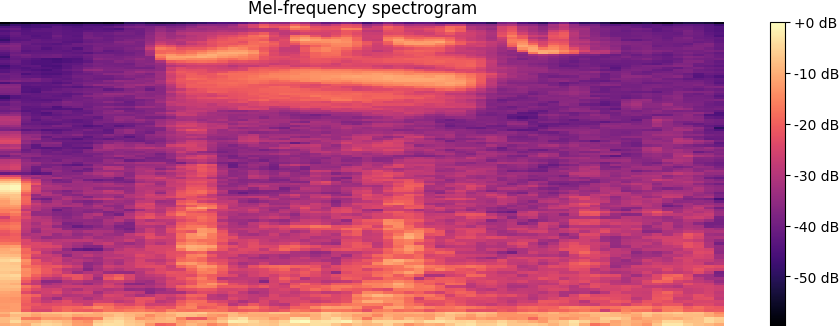 Mel-frequency spectrogram
+0 dB
-10 dB
-20 dB
-30 dB
-40 dB
-50 dB